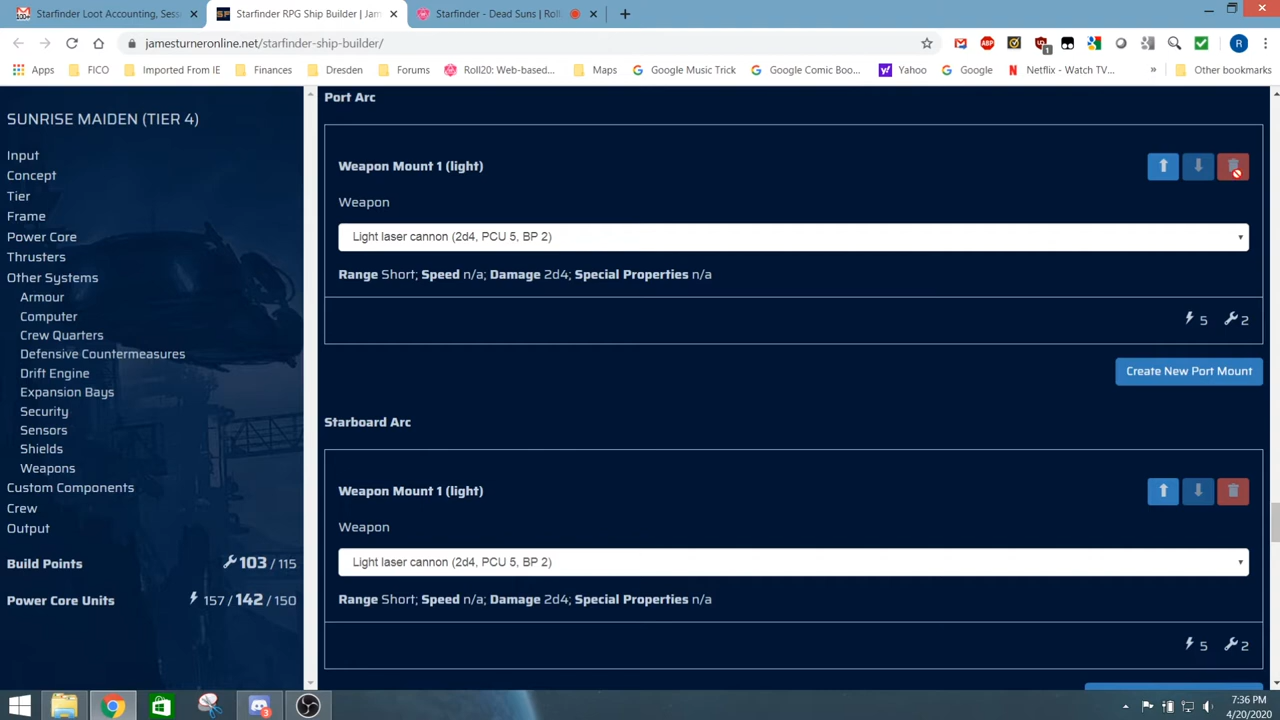 Starfinder Loot Accounting, Sess
Starfinder RPG Ship Builder | Jam
Starfinder - Dead Suns | Roll
jamesturneronline.net/starfinder-ship-builder/
Apps
FICO
Imported From IE
Finances
Dresden
Forums
Roll20: Web-based...
Maps
Google Music Trick
Google Comic Boo...
Yahoo
Google
Netflix - Watch TV...
»
Other bookmarks
SUNRISE MAIDEN (TIER 4)
Input
Concept
Tier
Frame
Power Core
Thrusters
Other Systems
Armour
Computer
Crew Quarters
Defensive Countermeasures
Drift Engine
Expansion Bays
Security
Sensors
Shields
Weapons
Custom Components
Crew
Output
Build Points 103 / 115
Power Core Units 157 / 142 / 150
Port Arc
Weapon Mount 1 (light)
Weapon
Light laser cannon (2d4, PCU 5, BP 2)
Range Short; Speed n/a; Damage 2d4; Special Properties n/a
5 2
Create New Port Mount
Starboard Arc
Weapon Mount 1 (light)
Weapon
Light laser cannon (2d4, PCU 5, BP 2)
Range Short; Speed n/a; Damage 2d4; Special Properties n/a
5 2
7:36 PM
4/20/2020